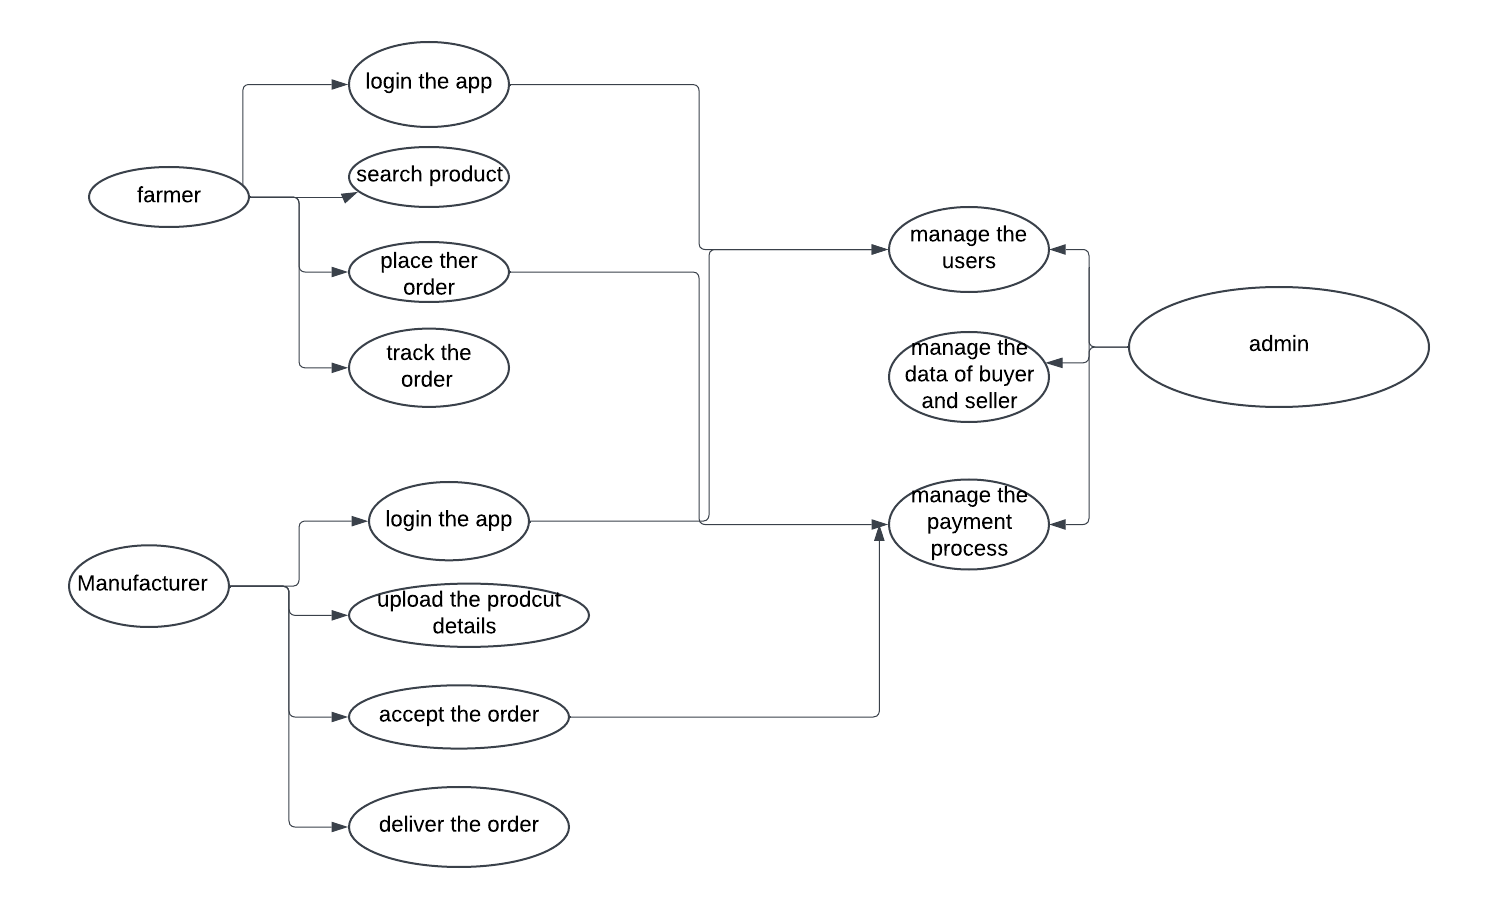 login the app
search product
farmer
place ther
order
track the
order
manage the
users
manage the
data of buyer
and seller
admin
manage the
payment
process
login the app
Manufacturer
upload the prodcut
details
accept the order
deliver the order